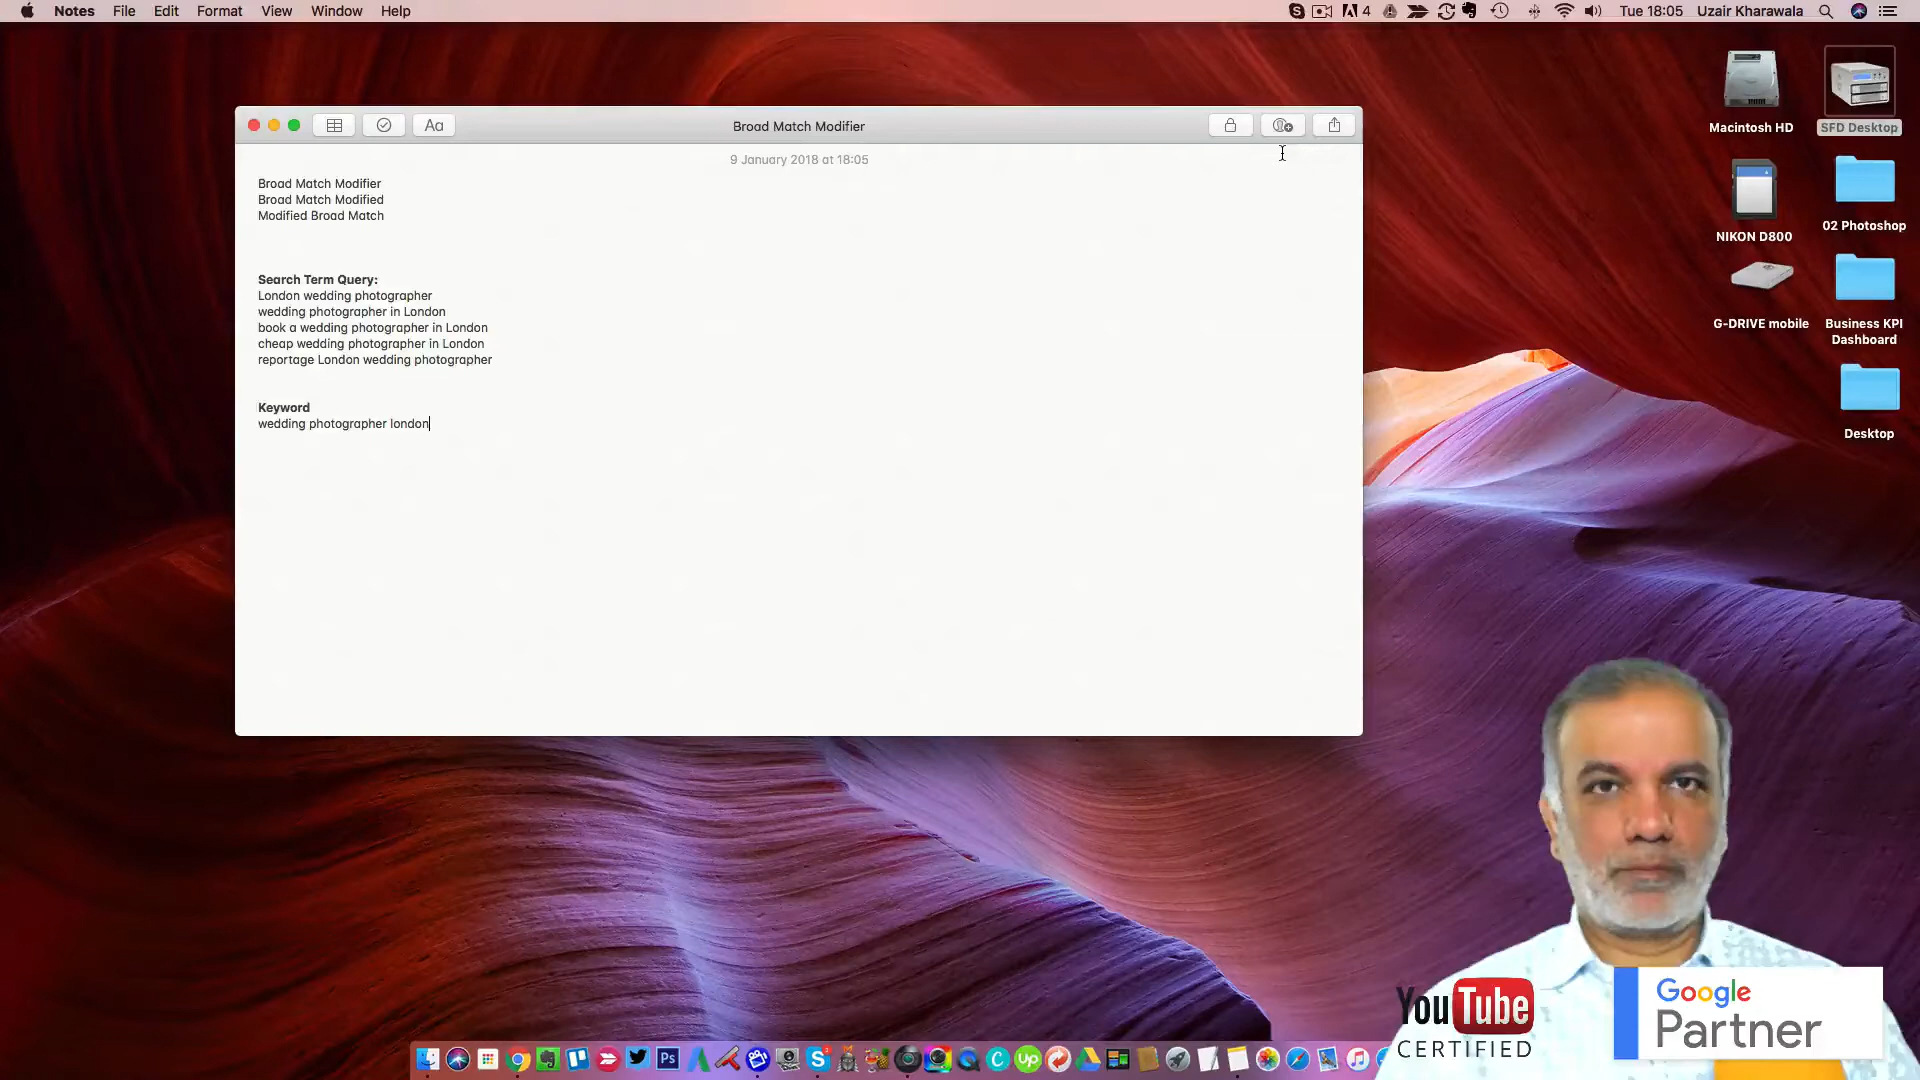 Notes File Edit Format View Window Help
4 Tue 18:05 Uzair Kharawala
Aa Broad Match Modifier
9 January 2018 at 18:05
Broad Match Modifier
Broad Match Modified
Modified Broad Match
Search Term Query:
London wedding photographer
wedding photographer in London
book a wedding photographer in London
cheap wedding photographer in London
reportage London wedding photographer
Keyword
wedding photographer london
Macintosh HD
SFD Desktop
NIKON D800
02 Photoshop
G-DRIVE mobile
Business KPI
Dashboard
Desktop
YouTube
CERTIFIED
Google
Partner
Ps
up